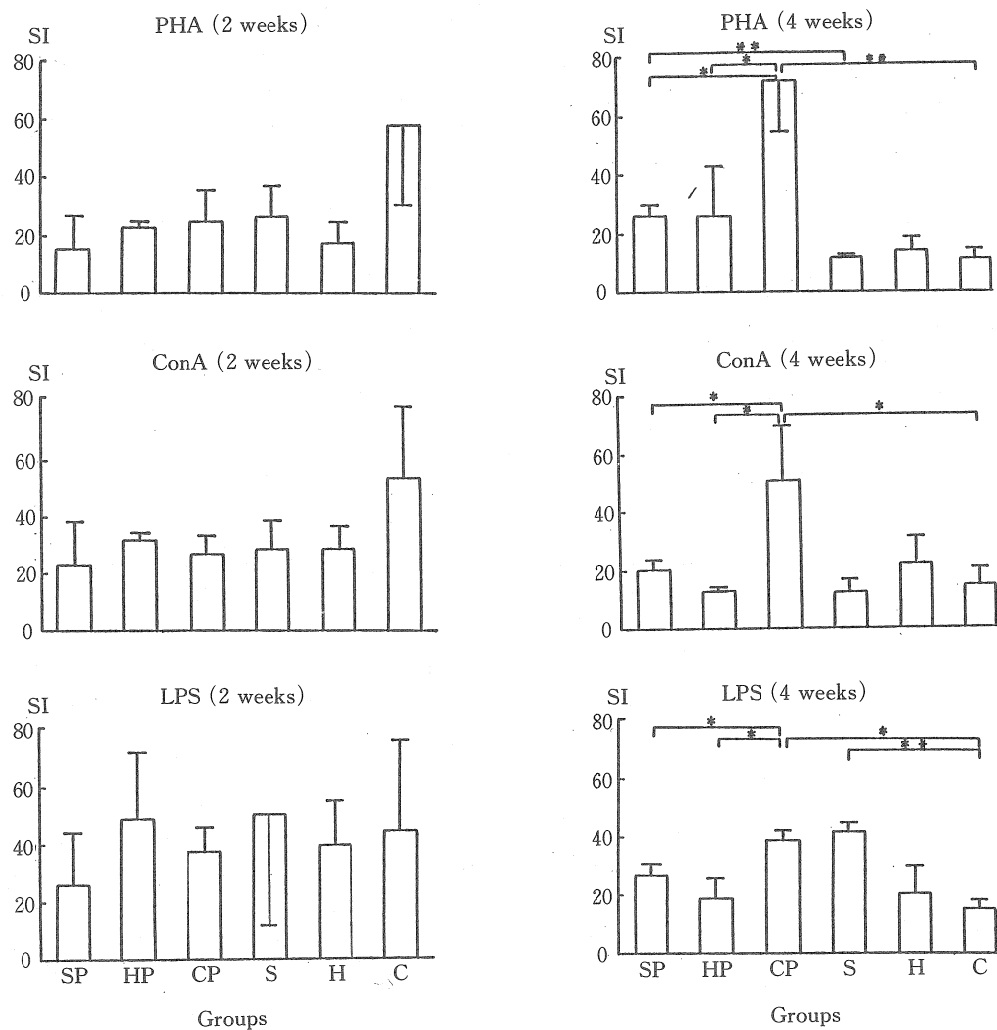 PHA (2 weeks)
SI
80
60
40
20
0
PHA (4 weeks)
SI
80
60
40
20
0
** * * **
ConA (2 weeks)
SI
80
60
40
20
0
ConA (4 weeks)
SI
80
60
40
20
0
* * *
LPS (2 weeks)
SI
80
60
40
20
0
SP HP CP S H C
Groups
LPS (4 weeks)
SI
80
60
40
20
0
* * * **
SP HP CP S H C
Groups